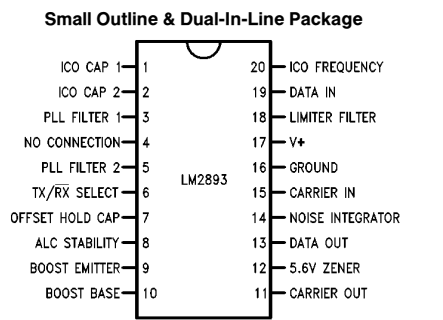 Small Outline & Dual-In-Line Package
ICO CAP 1 1 20 ICO FREQUENCY
ICO CAP 2 2 19 DATA IN
PLL FILTER 1 3 18 LIMITER FILTER
NO CONNECTION 4 17 V+
PLL FILTER 2 5 16 GROUND
LM2893
TX/R̅X̅ SELECT 6 15 CARRIER IN
OFFSET HOLD CAP 7 14 NOISE INTEGRATOR
ALC STABILITY 8 13 DATA OUT
BOOST EMITTER 9 12 5.6V ZENER
BOOST BASE 10 11 CARRIER OUT